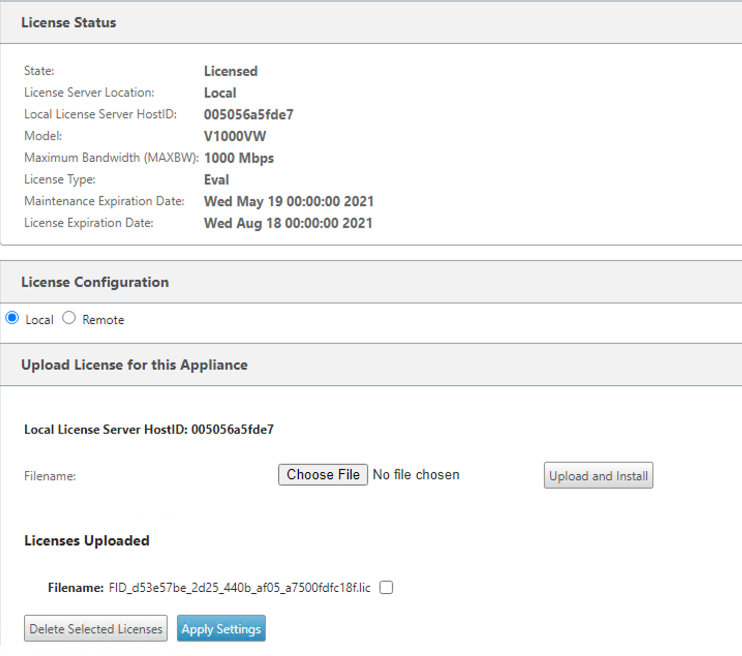 License Status
State: Licensed
License Server Location: Local
Local License Server HostID: 005056a5fde7
Model: V1000VW
Maximum Bandwidth (MAXBW): 1000 Mbps
License Type: Eval
Maintenance Expiration Date: Wed May 19 00:00:00 2021
License Expiration Date: Wed Aug 18 00:00:00 2021
License Configuration
Local Remote
Upload License for this Appliance
Local License Server HostID: 005056a5fde7
Filename: Choose File No file chosen Upload and Install
Licenses Uploaded
Filename: FID_d53e57be_2d25_440b_af05_a7500fdfc18f.lic
Delete Selected Licenses Apply Settings